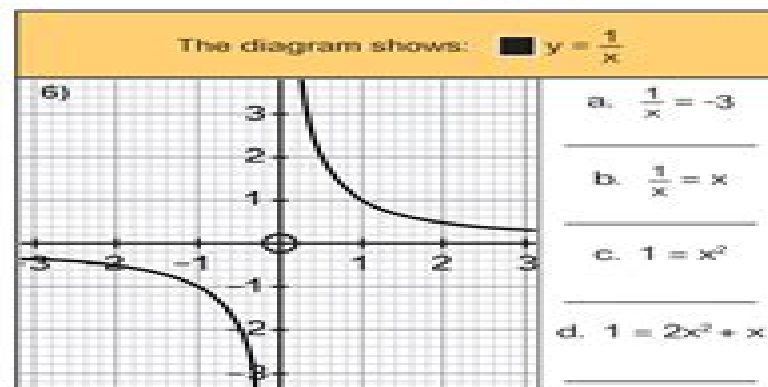 The diagram shows: y = 1/x
6)
3
2
1
-3 -2 -1 1 2 3
-1
-2
-3
a. 1/x = -3
b. 1/x = x
c. 1 = x²
d. 1 = 2x² + x